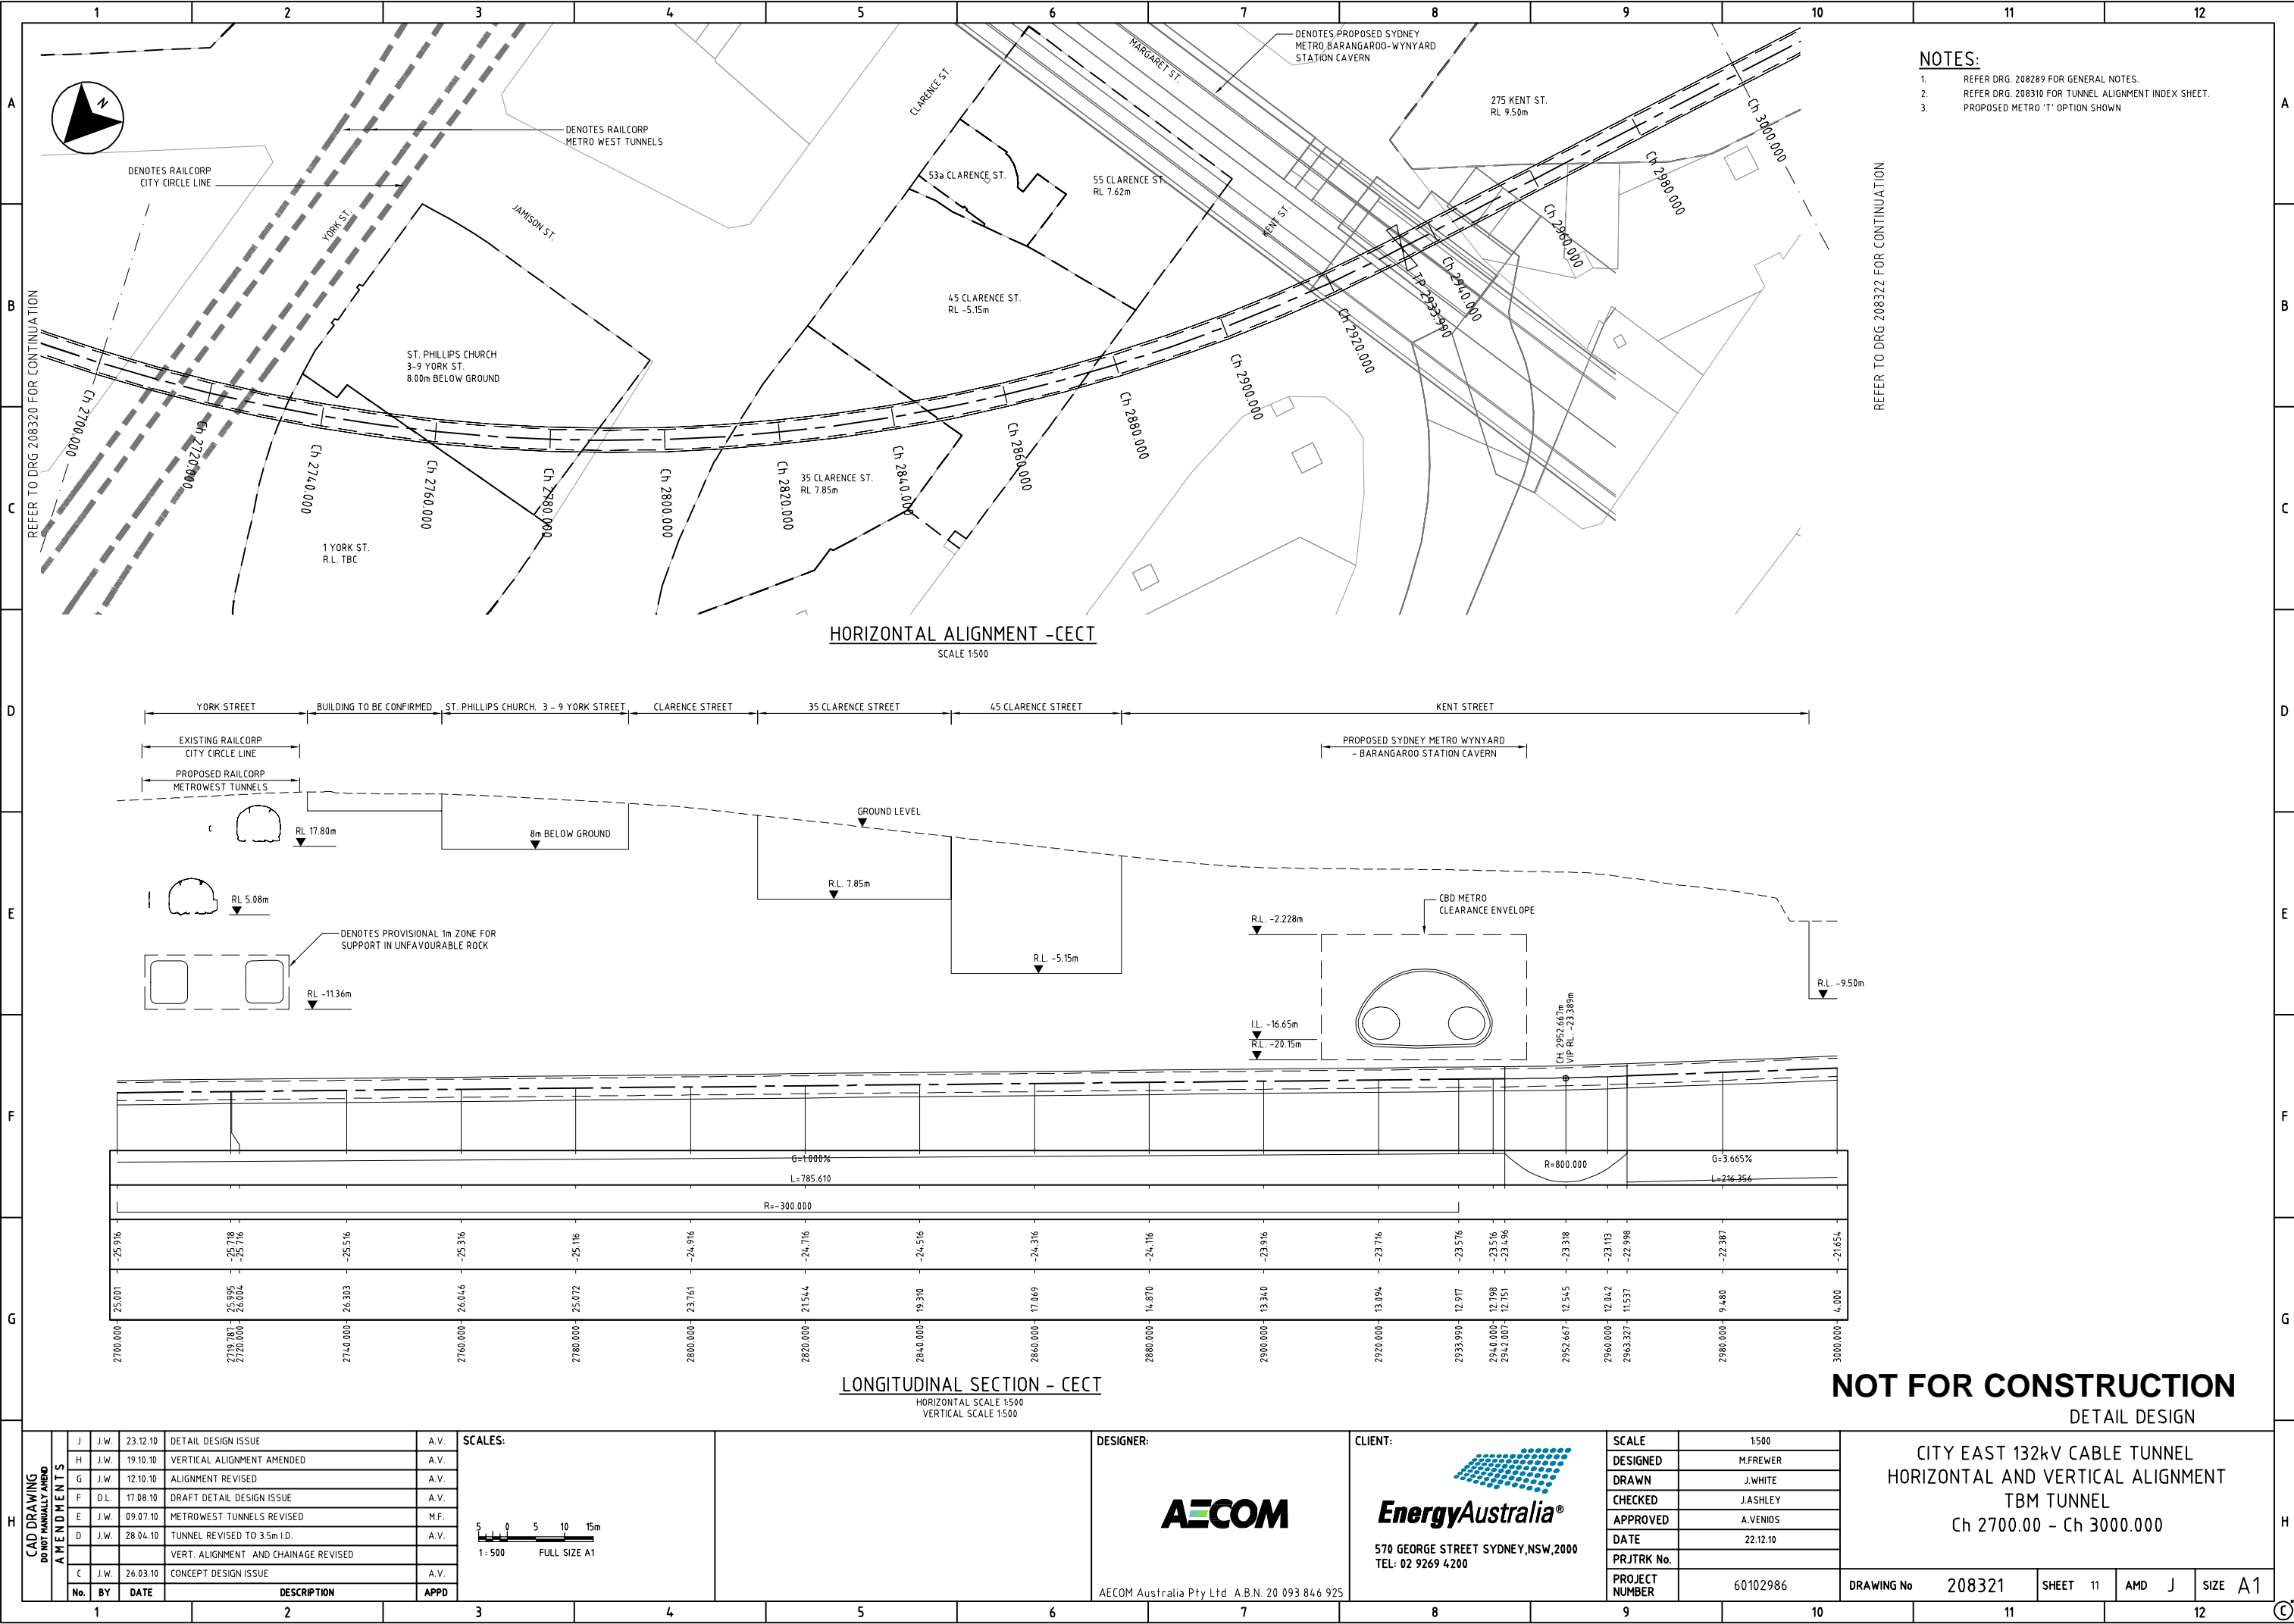 1 2 3 4 5 6 7 8 9 10 11 12
A
B
C
D
E
F
G
H
A
B
C
D
E
F
G
H
N
DENOTES RAILCORP
METRO WEST TUNNELS
DENOTES RAILCORP
CITY CIRCLE LINE
YORK ST.
JAMISON ST.
CLARENCE ST.
MARGARET ST.
KENT ST.
DENOTES PROPOSED SYDNEY
METRO BARANGAROO-WYNYARD
STATION CAVERN
275 KENT ST.
RL 9.50m
53a CLARENCE ST.
55 CLARENCE ST.
RL 7.62m
45 CLARENCE ST.
RL -5.15m
ST. PHILLIPS CHURCH
3-9 YORK ST.
8.00m BELOW GROUND
35 CLARENCE ST.
RL 7.85m
1 YORK ST.
R.L. TBC
REFER TO DRG 208320 FOR CONTINUATION
REFER TO DRG 208322 FOR CONTINUATION
Ch 2700.000
Ch 2720.000
Ch 2740.000
Ch 2760.000
Ch 2780.000
Ch 2800.000
Ch 2820.000
Ch 2840.000
Ch 2860.000
Ch 2880.000
Ch 2900.000
Ch 2920.000
TP 2933.990
Ch 2940.000
Ch 2960.000
Ch 2980.000
Ch 3000.000
NOTES:
1. REFER DRG. 208289 FOR GENERAL NOTES.
2. REFER DRG. 208310 FOR TUNNEL ALIGNMENT INDEX SHEET.
3. PROPOSED METRO 'T' OPTION SHOWN
HORIZONTAL ALIGNMENT -CECT
SCALE 1:500
YORK STREET
BUILDING TO BE CONFIRMED
ST. PHILLIPS CHURCH. 3 - 9 YORK STREET
CLARENCE STREET
35 CLARENCE STREET
45 CLARENCE STREET
KENT STREET
EXISTING RAILCORP
CITY CIRCLE LINE
PROPOSED RAILCORP
METROWEST TUNNELS
PROPOSED SYDNEY METRO WYNYARD
- BARANGAROO STATION CAVERN
RL 17.80m
8m BELOW GROUND
GROUND LEVEL
R.L. 7.85m
RL 5.08m
DENOTES PROVISIONAL 1m ZONE FOR
SUPPORT IN UNFAVOURABLE ROCK
RL -11.36m
R.L. -5.15m
R.L. -2.228m
CBD METRO
CLEARANCE ENVELOPE
I.L. -16.65m
R.L. -20.15m
CH. 2952.667m
VIP RL. -23.389m
R.L. -9.50m
G=1.000%
L=785.610
R=800.000
G=3.665%
L=216.356
R=-300.000
-25.916 -25.718 -25.716 -25.516 -25.316 -25.116 -24.916 -24.716 -24.516 -24.316 -24.116 -23.916 -23.716 -23.576 -23.516 -23.496 -23.318 -23.113 -22.998 -22.387 -21.654
25.001 25.995 26.004 26.303 26.046 25.072 23.761 21.544 19.310 17.069 14.870 13.340 13.094 12.917 12.798 12.751 12.545 12.042 11.537 9.480 4.000
2700.000 2719.787 2720.000 2740.000 2760.000 2780.000 2800.000 2820.000 2840.000 2860.000 2880.000 2900.000 2920.000 2933.990 2940.000 2942.007 2952.667 2960.000 2963.327 2980.000 3000.000
LONGITUDINAL SECTION - CECT
HORIZONTAL SCALE 1:500
VERTICAL SCALE 1:500
NOT FOR CONSTRUCTION
DETAIL DESIGN
CAD DRAWING
DO NOT MANUALLY AMEND
AMENDMENTS
J J.W. 23.12.10 DETAIL DESIGN ISSUE A.V.
H J.W. 19.10.10 VERTICAL ALIGNMENT AMENDED A.V.
G J.W. 12.10.10 ALIGNMENT REVISED A.V.
F D.L. 17.08.10 DRAFT DETAIL DESIGN ISSUE A.V.
E J.W. 09.07.10 METROWEST TUNNELS REVISED M.F.
D J.W. 28.04.10 TUNNEL REVISED TO 3.5m I.D. A.V.
VERT. ALIGNMENT AND CHAINAGE REVISED
C J.W. 26.03.10 CONCEPT DESIGN ISSUE A.V.
No. BY DATE DESCRIPTION APPD
SCALES:
5 0 5 10 15m
1 : 500 FULL SIZE A1
DESIGNER:
AECOM
AECOM Australia Pty Ltd A.B.N. 20 093 846 925
CLIENT:
EnergyAustralia®
570 GEORGE STREET SYDNEY,NSW,2000
TEL: 02 9269 4200
SCALE 1:500
DESIGNED M.FREWER
DRAWN J.WHITE
CHECKED J.ASHLEY
APPROVED A.VENIOS
DATE 22.12.10
PRJTRK No.
PROJECT
NUMBER 60102986
CITY EAST 132kV CABLE TUNNEL
HORIZONTAL AND VERTICAL ALIGNMENT
TBM TUNNEL
Ch 2700.00 - Ch 3000.000
DRAWING No 208321 SHEET 11 AMD J SIZE A1
1 2 3 4 5 6 7 8 9 10 11 12
©